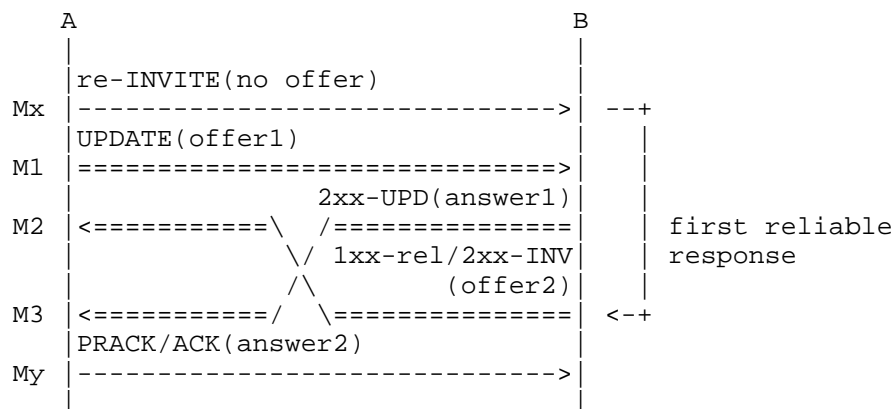 A B
re-INVITE(no offer)
Mx --+
UPDATE(offer1)
M1
2xx-UPD(answer1)
M2 first reliable
1xx-rel/2xx-INV response
(offer2)
M3 <-+
PRACK/ACK(answer2)
My